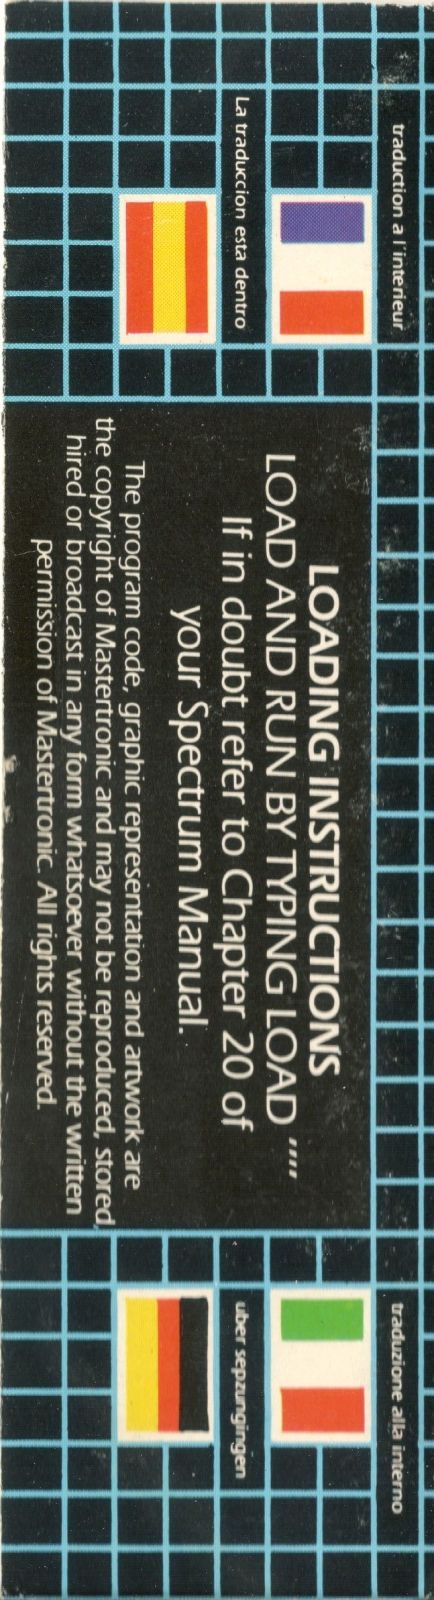 traduction a l'interieur
La traduccion esta dentro
LOADING INSTRUCTIONS
LOAD AND RUN BY TYPING LOAD ""
If in doubt refer to Chapter 20 of
your Spectrum Manual.
The program code, graphic representation and artwork are
the copyright of Mastertronic and may not be reproduced, stored,
hired or broadcast in any form whatsoever without the written
permission of Mastertronic. All rights reserved.
traduzione alla interno
uber sepzungingen